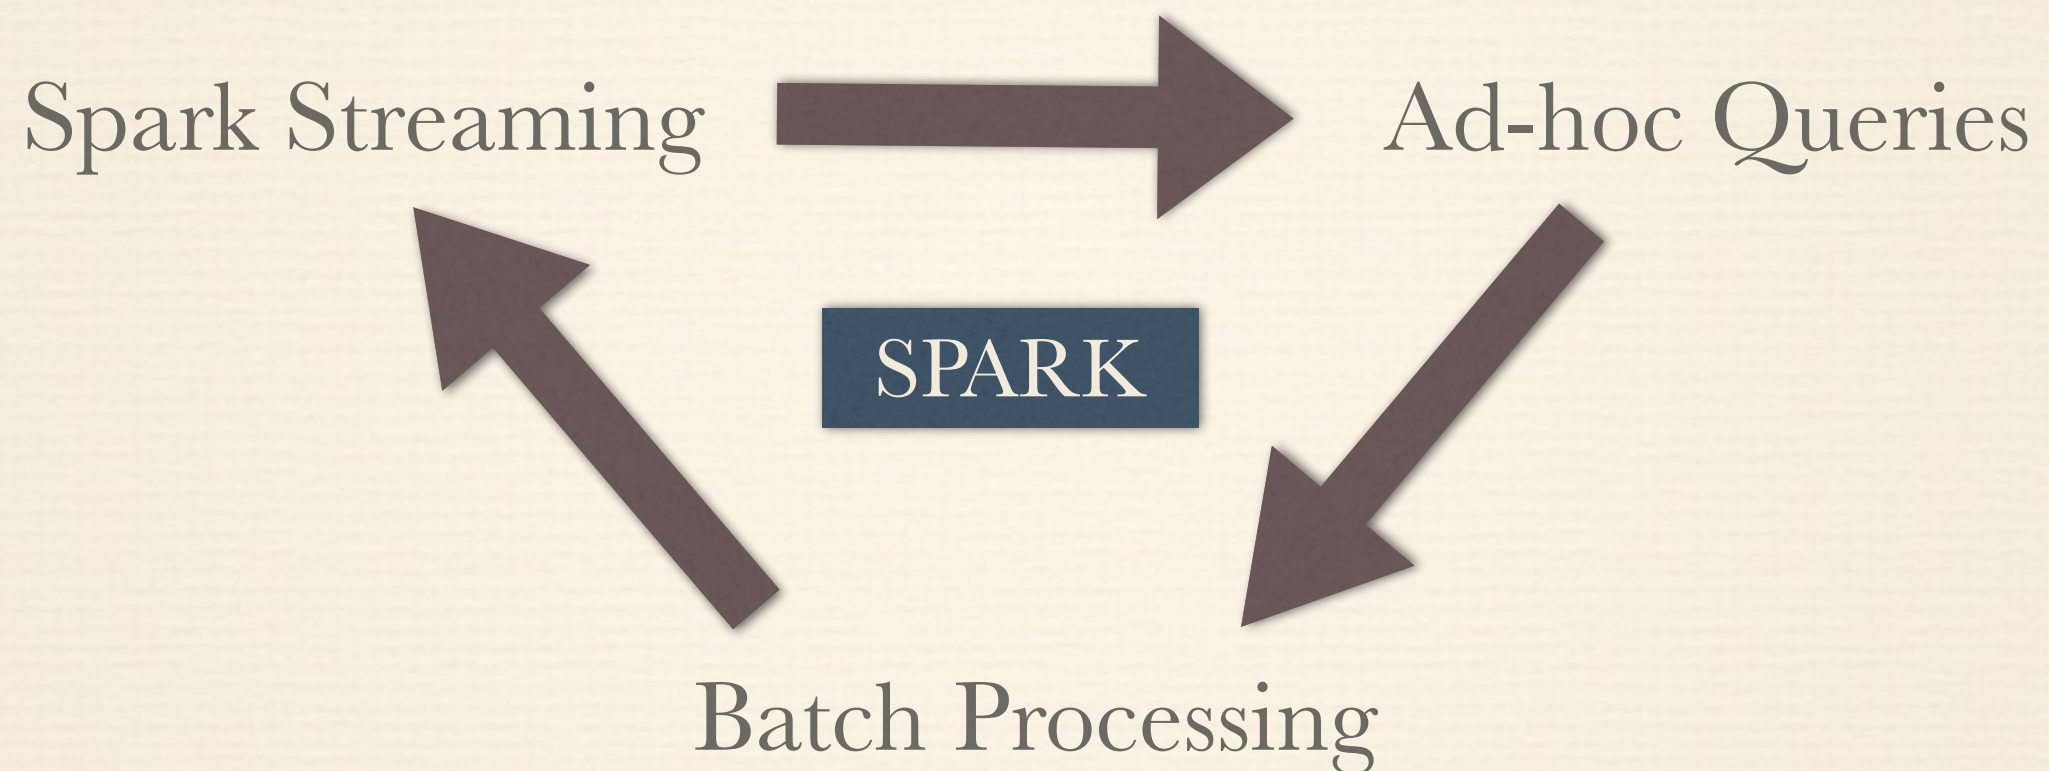 Spark Streaming
Ad-hoc Queries
SPARK
Batch Processing